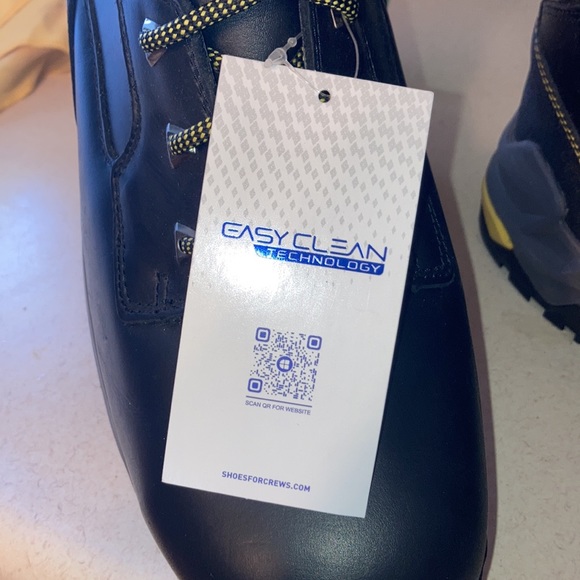 EASY CLEAN
TECHNOLOGY
SCAN QR FOR WEBSITE
SHOESFORCREWS.COM